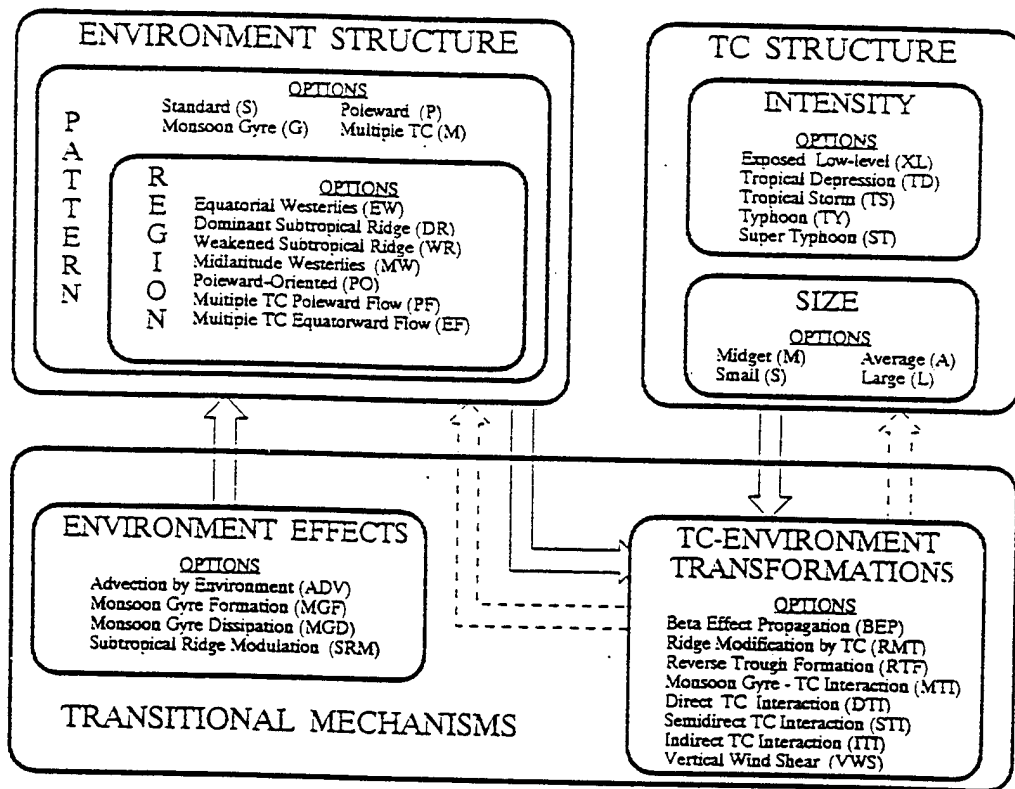 ENVIRONMENT STRUCTURE
PATTERN
OPTIONS
Standard (S) Poleward (P)
Monsoon Gyre (G) Multiple TC (M)
REGION
OPTIONS
Equatorial Westerlies (EW)
Dominant Subtropical Ridge (DR)
Weakened Subtropical Ridge (WR)
Midlatitude Westerlies (MW)
Poleward-Oriented (PO)
Multiple TC Poleward Flow (PF)
Multiple TC Equatorward Flow (EF)
TC STRUCTURE
INTENSITY
OPTIONS
Exposed Low-level (XL)
Tropical Depression (TD)
Tropical Storm (TS)
Typhoon (TY)
Super Typhoon (ST)
SIZE
OPTIONS
Midget (M) Average (A)
Small (S) Large (L)
ENVIRONMENT EFFECTS
OPTIONS
Advection by Environment (ADV)
Monsoon Gyre Formation (MGF)
Monsoon Gyre Dissipation (MGD)
Subtropical Ridge Modulation (SRM)
TRANSITIONAL MECHANISMS
TC-ENVIRONMENT
TRANSFORMATIONS
OPTIONS
Beta Effect Propagation (BEP)
Ridge Modification by TC (RMT)
Reverse Trough Formation (RTF)
Monsoon Gyre - TC Interaction (MTI)
Direct TC Interaction (DTI)
Semidirect TC Interaction (STI)
Indirect TC Interaction (ITI)
Vertical Wind Shear (VWS)